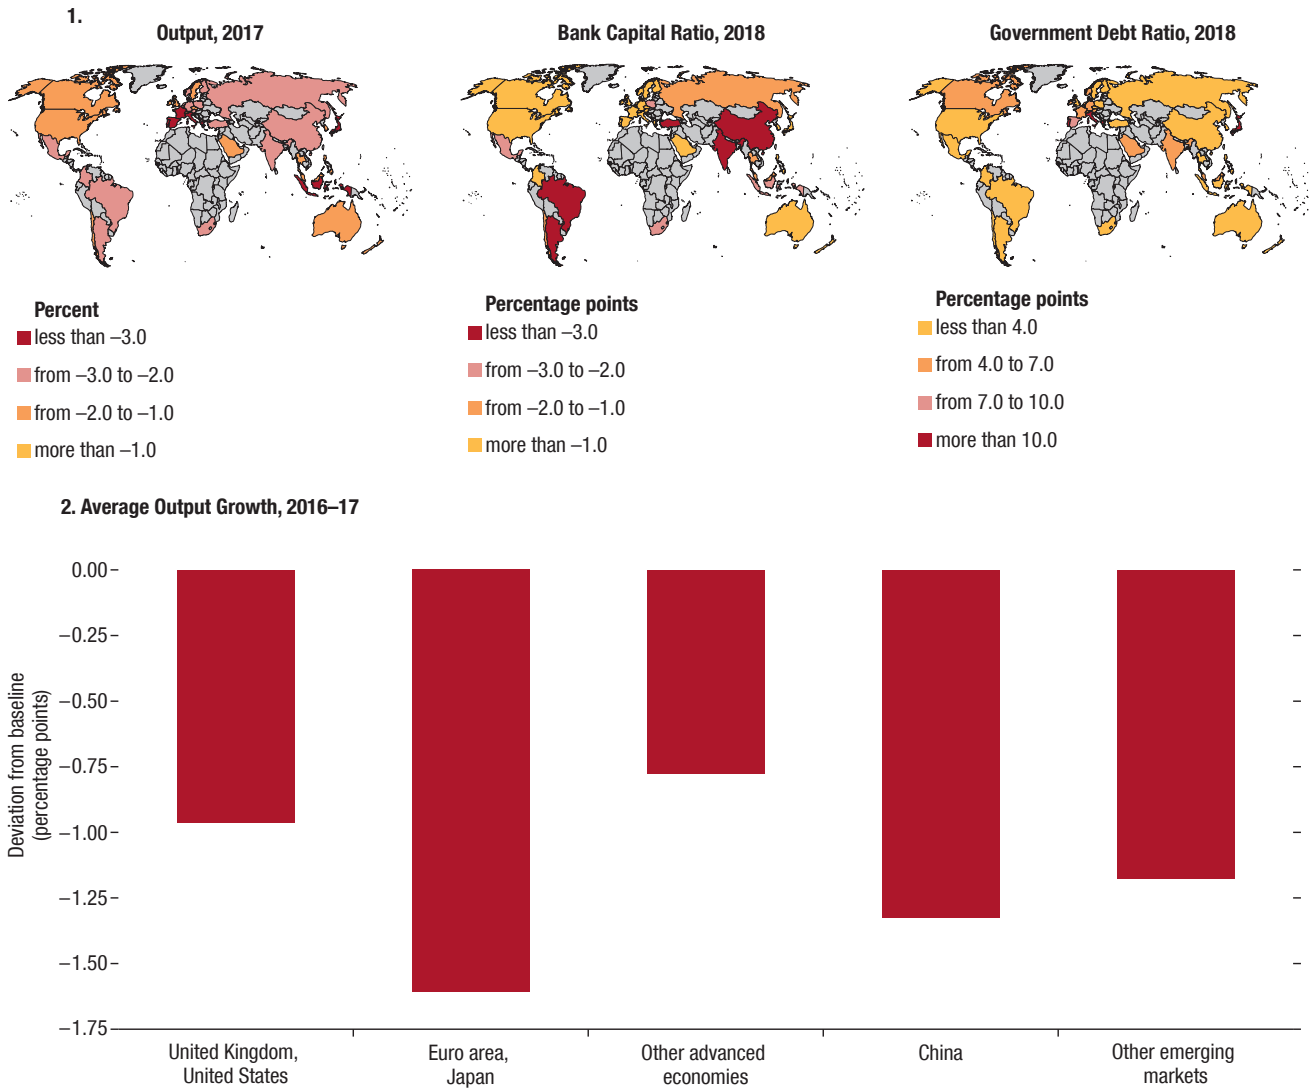 1.
Output, 2017
Bank Capital Ratio, 2018
Government Debt Ratio, 2018
Percent
less than –3.0
from –3.0 to –2.0
from –2.0 to –1.0
more than –1.0
Percentage points
less than –3.0
from –3.0 to –2.0
from –2.0 to –1.0
more than –1.0
Percentage points
less than 4.0
from 4.0 to 7.0
from 7.0 to 10.0
more than 10.0
2. Average Output Growth, 2016–17
Deviation from baseline
(percentage points)
0.00
–0.25
–0.50
–0.75
–1.00
–1.25
–1.50
–1.75
United Kingdom,
United States
Euro area,
Japan
Other advanced
economies
China
Other emerging
markets